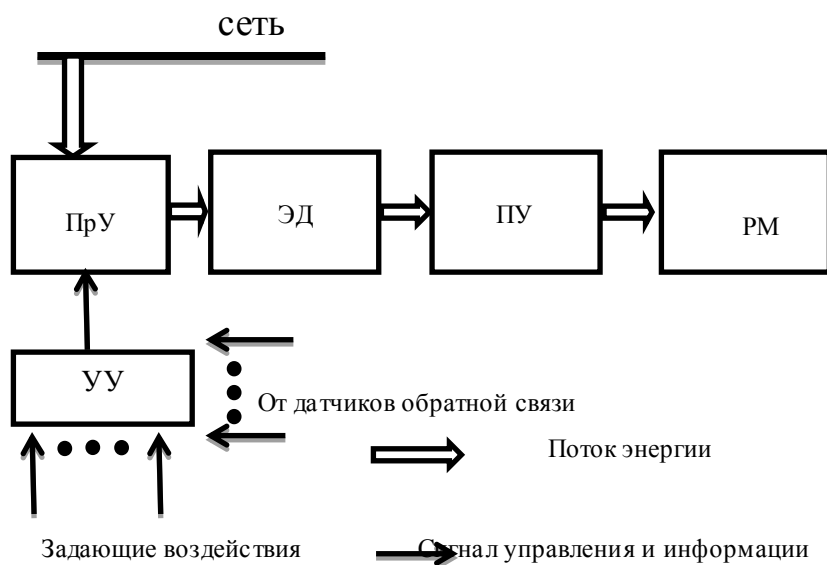 сеть
ПрУ
ЭД
ПУ
РМ
УУ
От датчиков обратной связи
Поток энергии
Задающие воздействия
Сигнал управления и информации